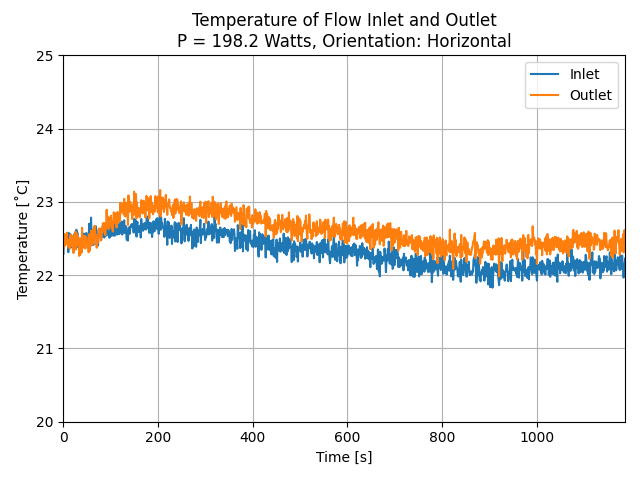 Temperature of Flow Inlet and Outlet
P = 198.2 Watts, Orientation: Horizontal
25
24
23
22
21
20
Temperature [˚C]
Inlet
Outlet
0
200
400
600
800
1000
Time [s]